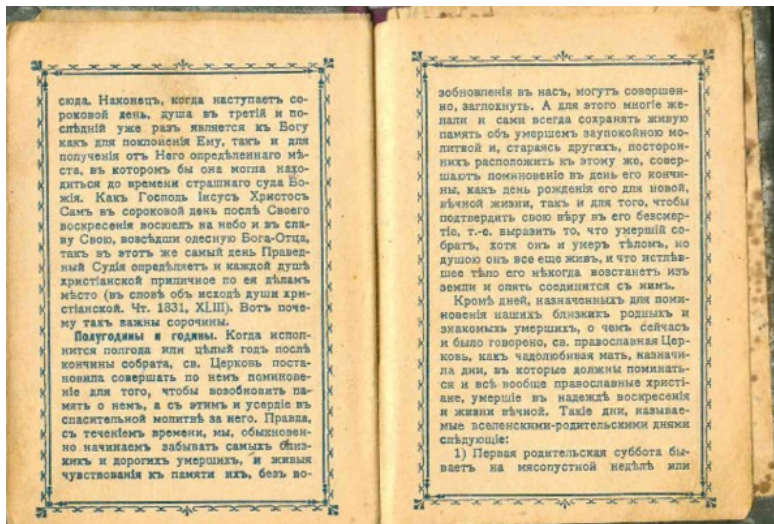 сюда. Наконецъ, когда наступаетъ со-
роковой день, душа въ третій и по-
слѣдній уже разъ является къ Богу
какъ для поклоненія Ему, такъ и для
полученія отъ Него опредѣленнаго мѣ-
ста, въ которомъ бы она могла нахо-
диться до времени страшнаго суда Бо-
жія. Какъ Господь Іисусъ Христосъ
Самъ въ сороковой день послѣ Своего
воскресенія восшелъ на небо и въ сла-
ву Свою, возсѣдши одесную Бога-Отца,
такъ въ этотъ же самый день Правед-
ный Судія опредѣляетъ и каждой душѣ
христіанской приличное по ея дѣламъ
мѣсто (въ словѣ объ исходѣ души хри-
стіанской. Чт. 1831, XLIII). Вотъ поче-
му такъ важны сорочины.
Полугодины и годины. Когда испол-
нится полгода или цѣлый годъ послѣ
кончины собрата, св. Церковь поста-
новила совершать по немъ поминове-
ніе для того, чтобы возобновить па-
мять о немъ, а съ этимъ и усердіе въ
спасительной молитвѣ за него. Правда,
съ теченіемъ времени, мы, обыкновен-
но начинаемъ забывать самыхъ близ-
кихъ и дорогихъ умершихъ, и живыя
чувствованія къ памяти ихъ, безъ во-
зобновленія въ насъ, могутъ совершен-
но, заглохнуть. А для этого многіе же-
лали и сами всегда сохранять живую
память объ умершемъ заупокойною мо-
литвой и, стараясь другихъ, посторон-
нихъ расположить къ этому же, совер-
шаютъ поминовеніе въ день его кончи-
ны, какъ день рожденія его для новой,
вѣчной жизни, такъ и для того, чтобы
подтвердить свою вѣру въ его безсмер-
тіе, т.-е. выразить то, что умершій со-
братъ, хотя онъ и умеръ тѣломъ, но
душою онъ все еще живъ, и что истлѣв-
шее тѣло его нѣкогда возстанетъ изъ
земли и опять соединится съ нимъ.
Кромѣ дней, назначенныхъ для поми-
новенія нашихъ близкихъ родныхъ и
знакомыхъ умершихъ, о чемъ сейчасъ
и было говорено, св. православная Цер-
ковь, какъ чадолюбивая мать, назначи-
ла дни, въ которые должны поминать-
ся и всѣ вообще православные христі-
ане, умершіе въ надеждѣ воскресенія
и жизни вѣчной. Такіе дни, называе-
мые вселенскими-родительскими днями
слѣдующіе:
1) Первая родительская суббота бы-
ваетъ на мясопустной недѣлѣ или